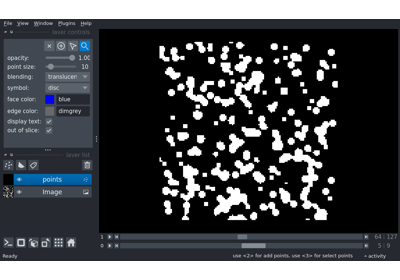 File View Window Plugins Help
layer controls
opacity: 1.00
point size: 10
blending: translucen
symbol: disc
face color: blue
edge color: dimgrey
display text:
out of slice:
layer list
points
Image
1 64 127
0 5 9
Ready use <2> for add points, use <3> for select points activity